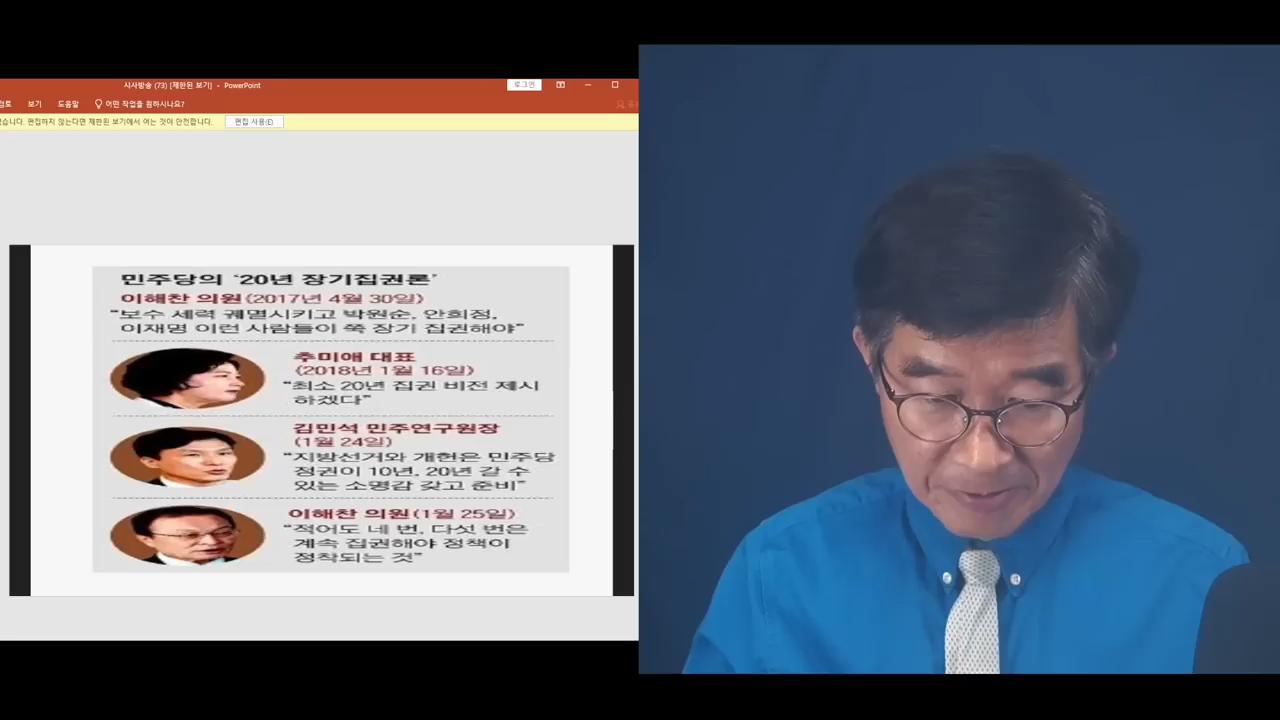 시사방송 (73) [제한된 보기] - PowerPoint
로그인
검토 보기 도움말 어떤 작업을 원하시나요?
있습니다. 편집하지 않는다면 제한된 보기에서 여는 것이 안전합니다. 편집 사용(E)
민주당의 ‘20년 장기집권론’
이해찬 의원(2017년 4월 30일)
“보수 세력 궤멸시키고 박원순, 안희정,
이재명 이런 사람들이 쭉 장기 집권해야”
추미애 대표
(2018년 1월 16일)
“최소 20년 집권 비전 제시
하겠다”
김민석 민주연구원장
(1월 24일)
“지방선거와 개헌은 민주당
정권이 10년, 20년 갈 수
있는 소명감 갖고 준비”
이해찬 의원(1월 25일)
“적어도 네 번, 다섯 번은
계속 집권해야 정책이
정착되는 것”